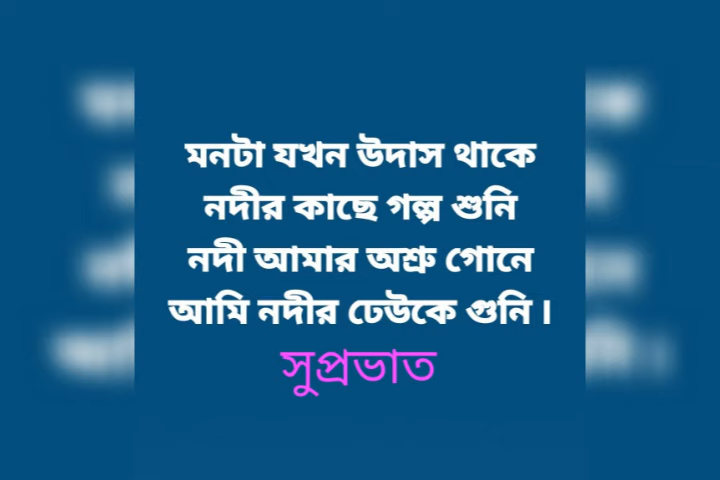 মনটা যখন উদাস থাকে
নদীর কাছে গল্প শুনি
নদী আমার অশ্রু গোনে
আমি নদীর ঢেউকে গুনি ।
সুপ্রভাত